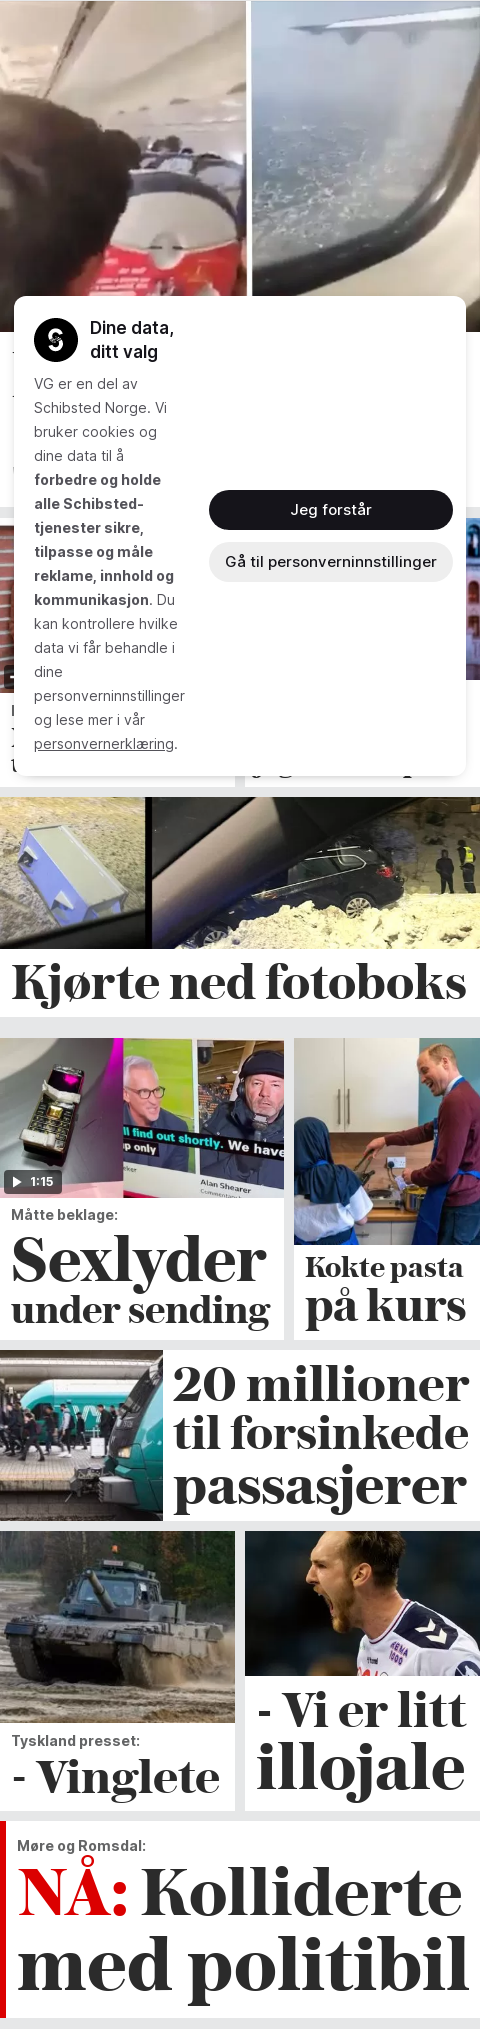 Dine data,
ditt valg
VG er en del av
Schibsted Norge. Vi
bruker cookies og
dine data til å
forbedre og holde
alle Schibsted-
tjenester sikre,
tilpasse og måle
reklame, innhold og
kommunikasjon. Du
kan kontrollere hvilke
data vi får behandle i
dine
personverninnstillinger
og lese mer i vår
personvernerklæring.
Jeg forstår
Gå til personverninnstillinger
Kjørte ned fotoboks
ll find out shortly. We have
p only
Alan Shearer
1:15
Måtte beklage:
Sexlyder
under sending
Kokte pasta
på kurs
20 millioner
til forsinkede
passasjerer
Tyskland presset:
- Vinglete
- Vi er litt
illojale
Møre og Romsdal:
NÅ: Kolliderte
med politibil